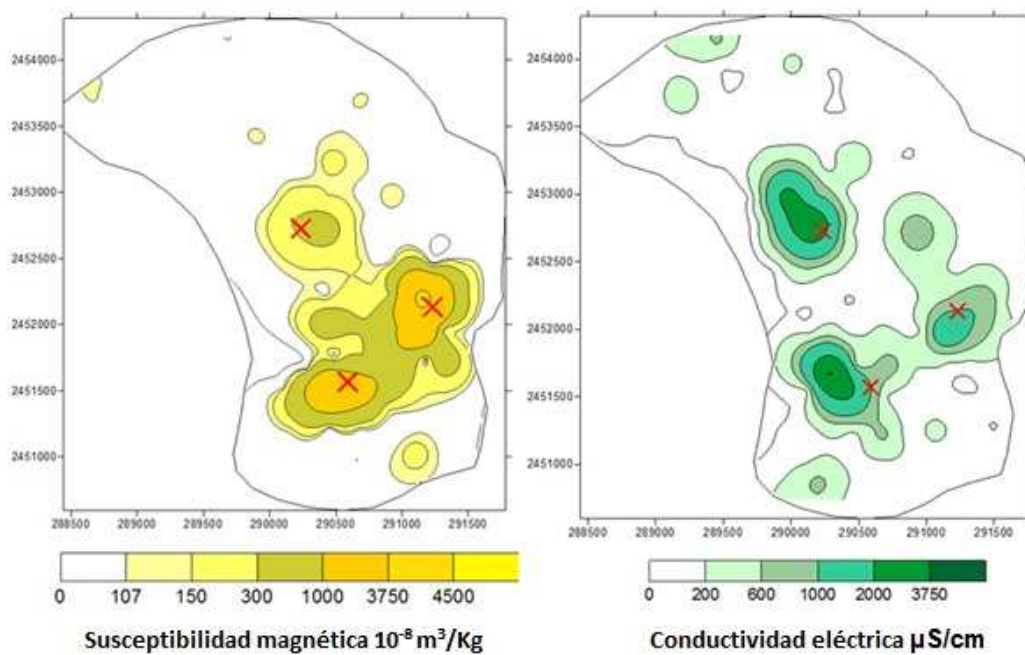 2454000
2453500
2453000
2452500
2452000
2451500
2451000
288500 289000 289500 290000 290500 291000 291500
0 107 150 300 1000 3750 4500
Susceptibilidad magnética 10⁻⁸ m³/Kg
2454000
2453500
2453000
2452500
2452000
2451500
2451000
288500 289000 289500 290000 290500 291000 291500
0 200 600 1000 2000 3750
Conductividad eléctrica µS/cm